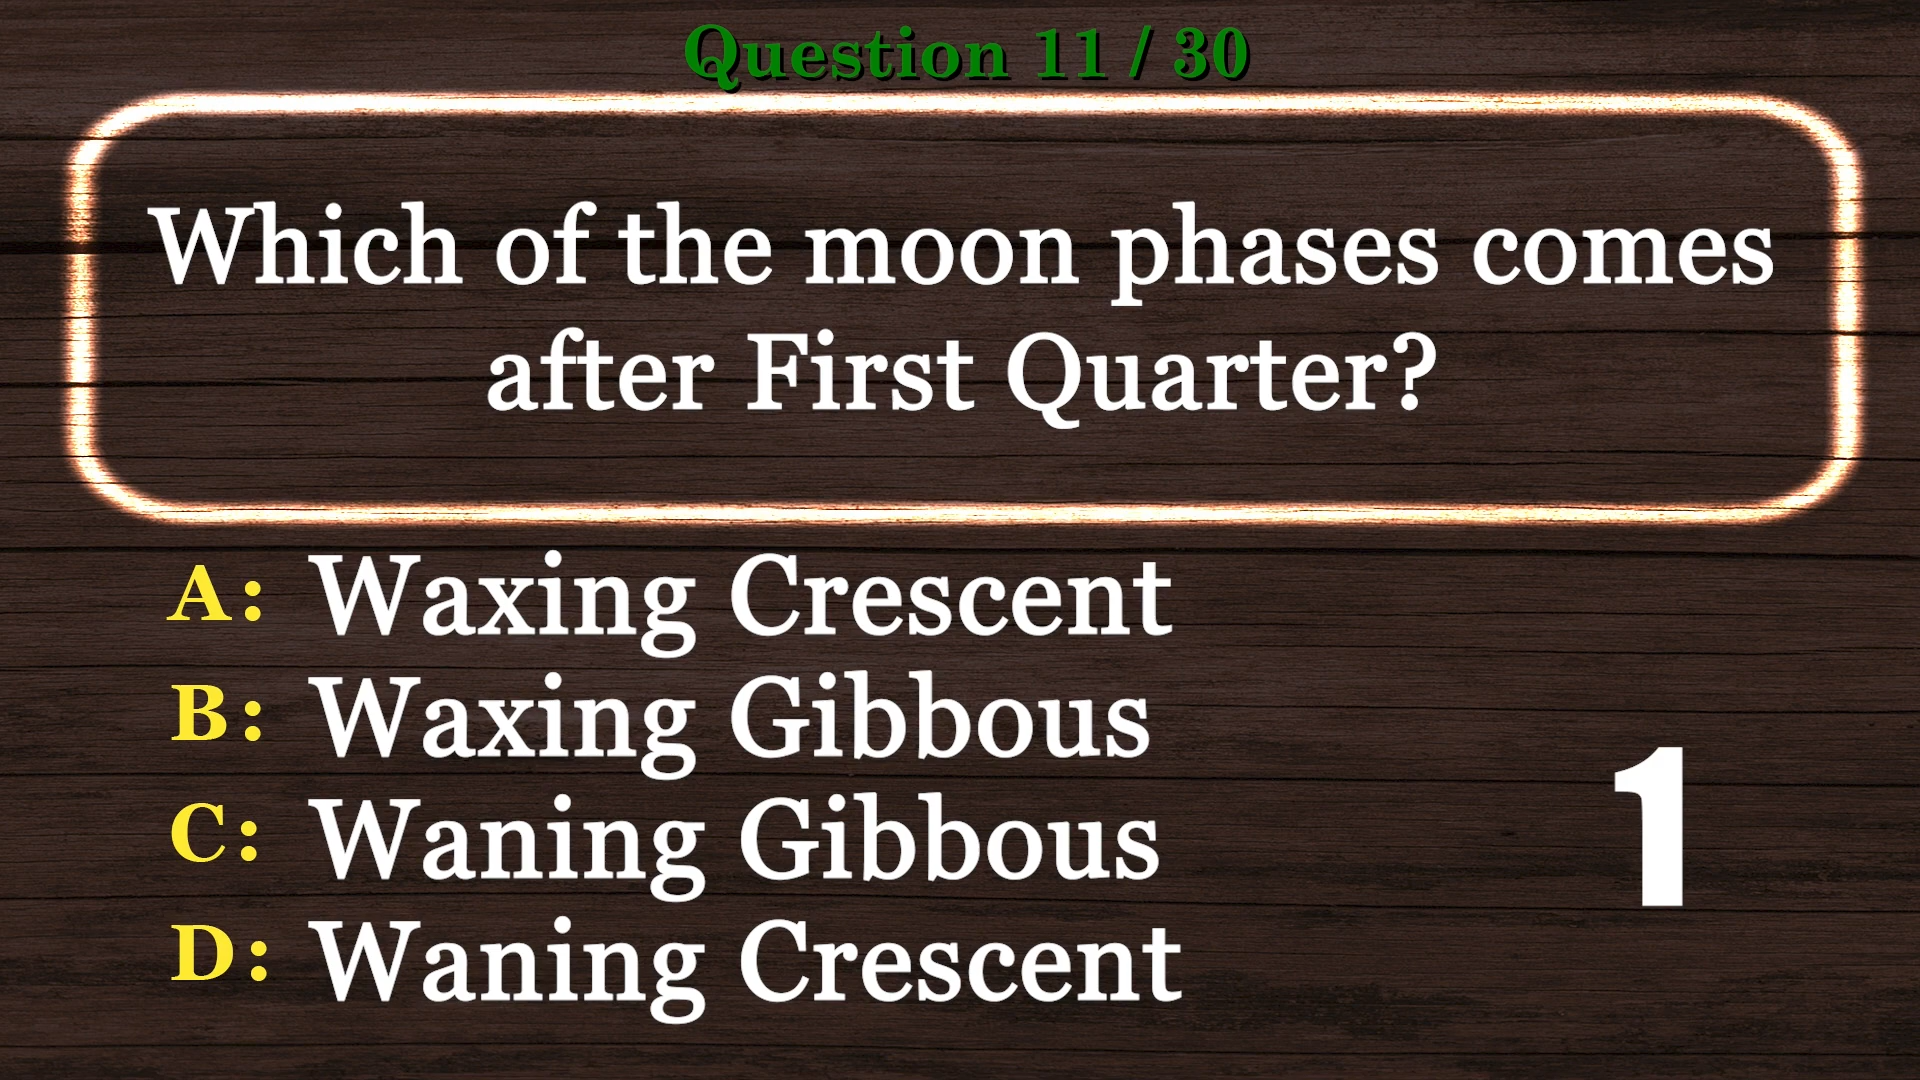 Question 11 / 30
Which of the moon phases comes
after First Quarter?
A: Waxing Crescent
B: Waxing Gibbous
C: Waning Gibbous
D: Waning Crescent
1